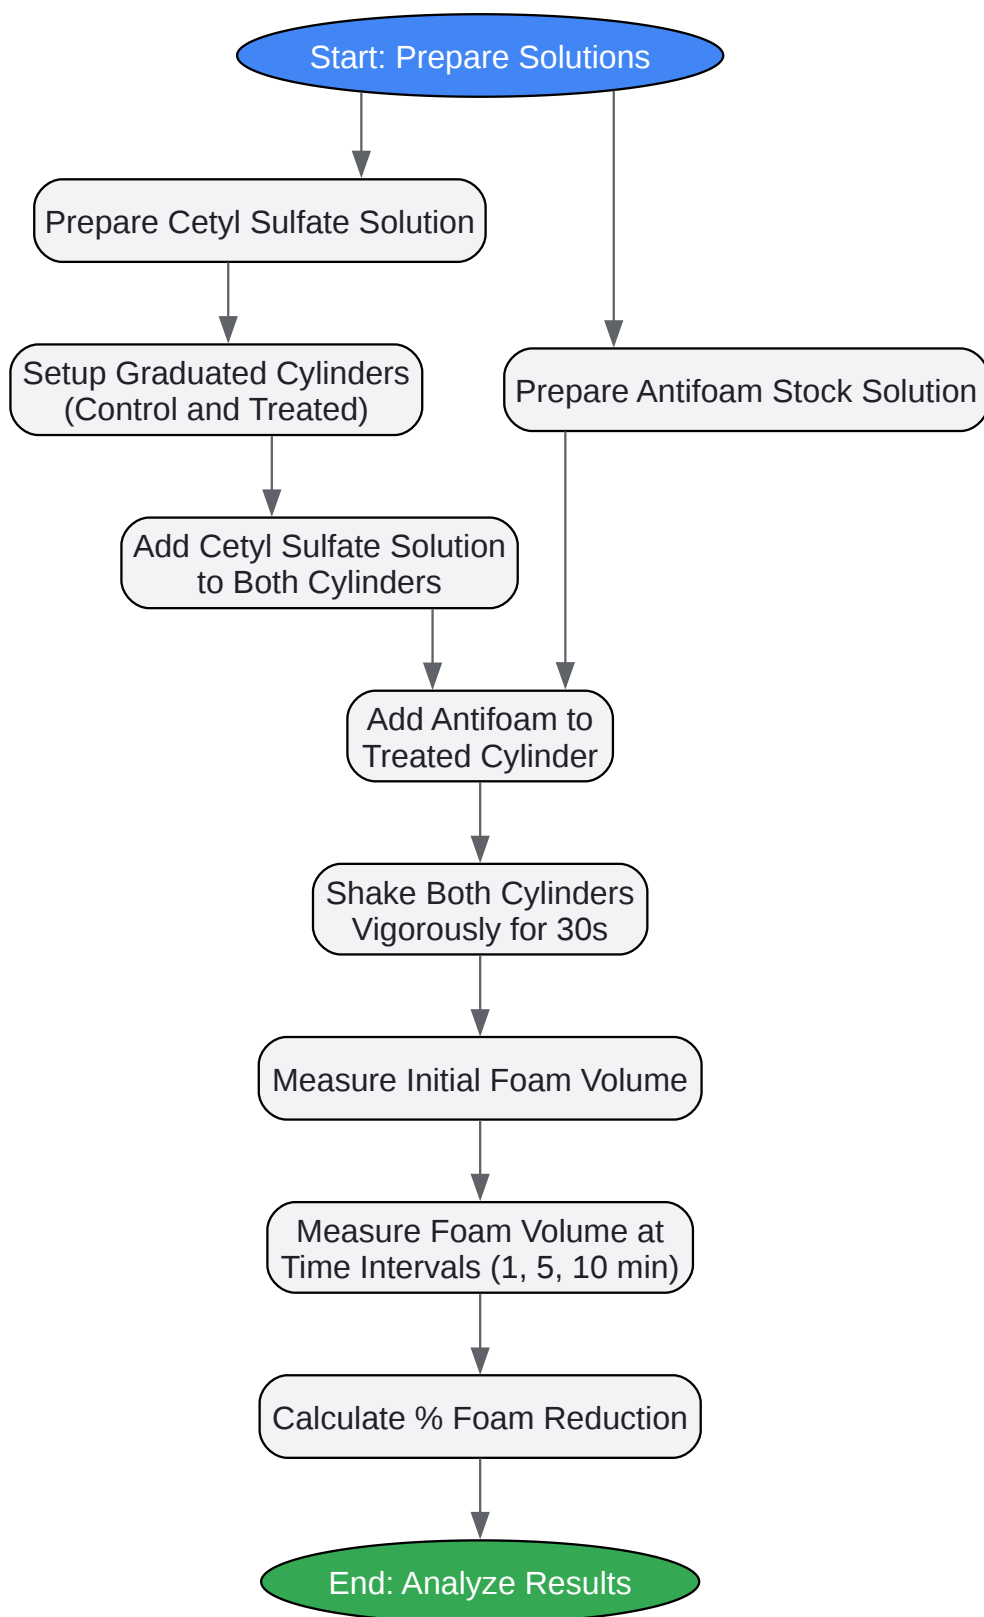 Start: Prepare Solutions
Prepare Cetyl Sulfate Solution
Setup Graduated Cylinders
(Control and Treated)
Prepare Antifoam Stock Solution
Add Cetyl Sulfate Solution
to Both Cylinders
Add Antifoam to
Treated Cylinder
Shake Both Cylinders
Vigorously for 30s
Measure Initial Foam Volume
Measure Foam Volume at
Time Intervals (1, 5, 10 min)
Calculate % Foam Reduction
End: Analyze Results